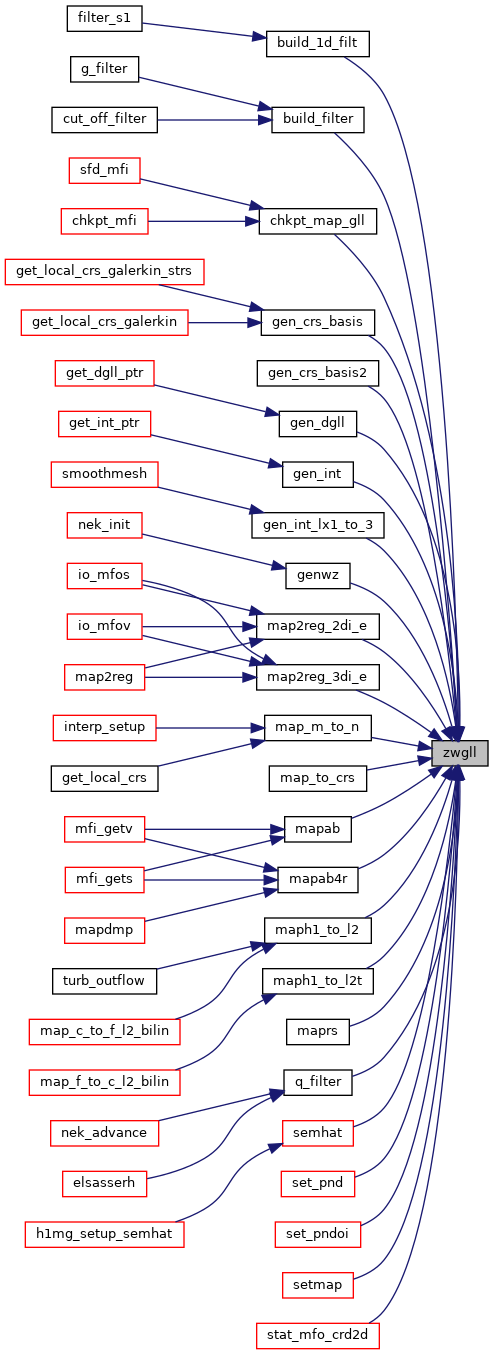 filter_s1
build_1d_filt
g_filter
cut_off_filter
build_filter
sfd_mfi
chkpt_mfi
chkpt_map_gll
get_local_crs_galerkin_strs
get_local_crs_galerkin
gen_crs_basis
gen_crs_basis2
get_dgll_ptr
gen_dgll
get_int_ptr
gen_int
smoothmesh
gen_int_lx1_to_3
nek_init
genwz
io_mfos
io_mfov
map2reg_2di_e
map2reg
map2reg_3di_e
interp_setup
map_m_to_n
zwgll
get_local_crs
map_to_crs
mfi_getv
mapab
mfi_gets
mapab4r
mapdmp
maph1_to_l2
turb_outflow
maph1_to_l2t
map_c_to_f_l2_bilin
maprs
map_f_to_c_l2_bilin
q_filter
nek_advance
semhat
elsasserh
set_pnd
h1mg_setup_semhat
set_pndoi
setmap
stat_mfo_crd2d